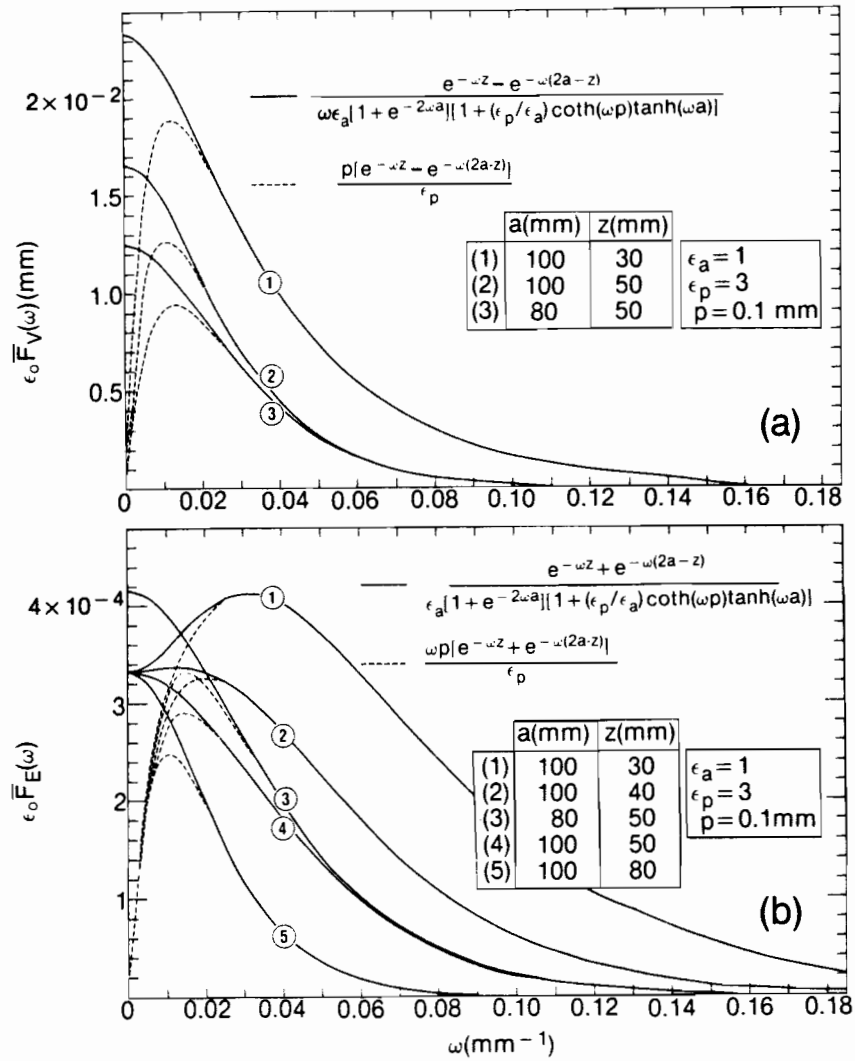 2×10⁻²
1.5
1.0
0.5
0
0.02
0.04
0.06
0.08
0.10
0.12
0.14
0.16
0.18
ϵ₀F̅_V(ω)(mm)
e^{-ωz} − e^{-ω(2a−z)}
ωϵₐ[1+e^{-2ωa}][1+(ϵₚ/ϵₐ)coth(ωp)tanh(ωa)]
p[e^{-ωz} − e^{-ω(2a-z)}]
ϵₚ
a(mm) z(mm)
(1) 100 30 ϵₐ=1
(2) 100 50 ϵₚ=3
(3) 80 50 p=0.1 mm
1
2
3
(a)
4×10⁻⁴
3
2
1
0
0.02
0.04
0.06
0.08
0.10
0.12
0.14
0.16
0.18
ϵ₀F̅_E(ω)
ω(mm⁻¹)
e^{-ωz} + e^{-ω(2a−z)}
ϵₐ[1+e^{-2ωa}][1+(ϵₚ/ϵₐ)coth(ωp)tanh(ωa)]
ωp[e^{-ωz} + e^{-ω(2a-z)}]
ϵₚ
a(mm) z(mm)
(1) 100 30 ϵₐ=1
(2) 100 40 ϵₚ=3
(3) 80 50 p=0.1mm
(4) 100 50
(5) 100 80
1
2
3
4
5
(b)